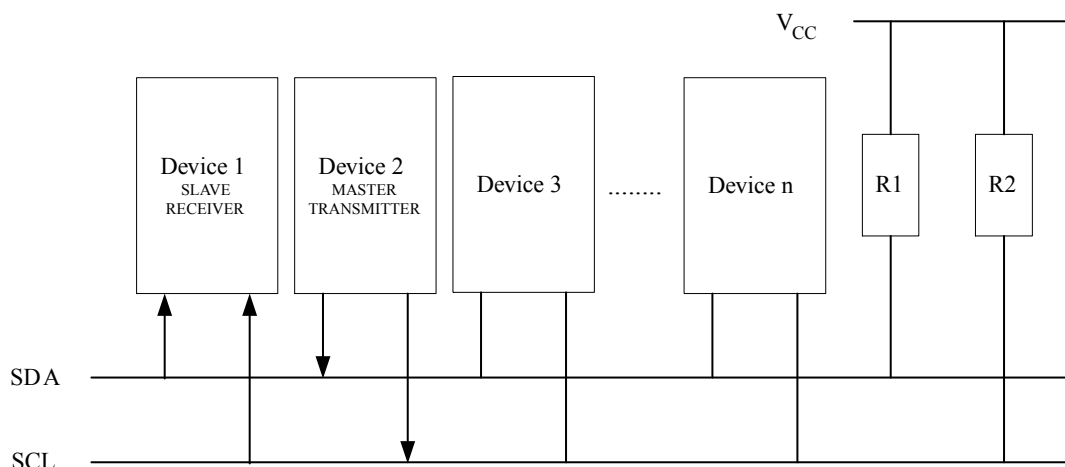 VCC
Device 1
SLAVE
RECEIVER
Device 2
MASTER
TRANSMITTER
Device 3
........
Device n
R1
R2
SDA
SCL